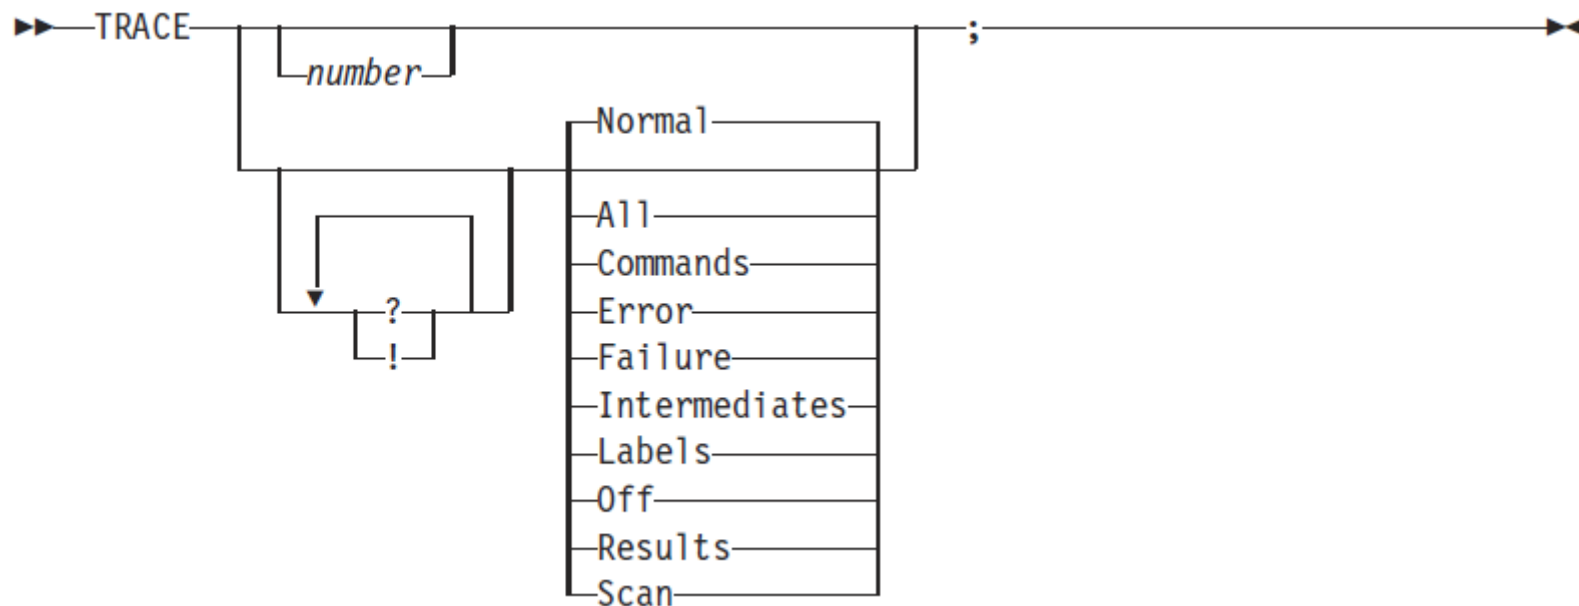 TRACE ;
number
Normal
All
Commands
?
Error
!
Failure
Intermediates
Labels
Off
Results
Scan